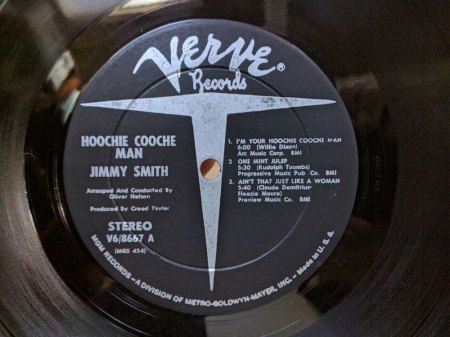 VERVE®
Records
HOOCHIE COOCHE
MAN
JIMMY SMITH
Arranged and Conducted By
Oliver Nelson
Produced By Creed Taylor
STEREO
V6/8667 A
(MGS 454)
1. I'M YOUR HOOCHIE COOCHE MAN
6:00 (Willie Dixon)
Arc Music Corp. BMI
2. ONE MINT JULEP
5:30 (Rudolph Toombs)
Progressive Music Pub Co. BMI
3. AIN'T THAT JUST LIKE A WOMAN
5:40 (Claude Demitrius-
Fleecie Moore)
Preview Music Co. BMI
MGM RECORDS – A DIVISION OF METRO-GOLDWYN-MAYER, INC. – Made in U. S. A.